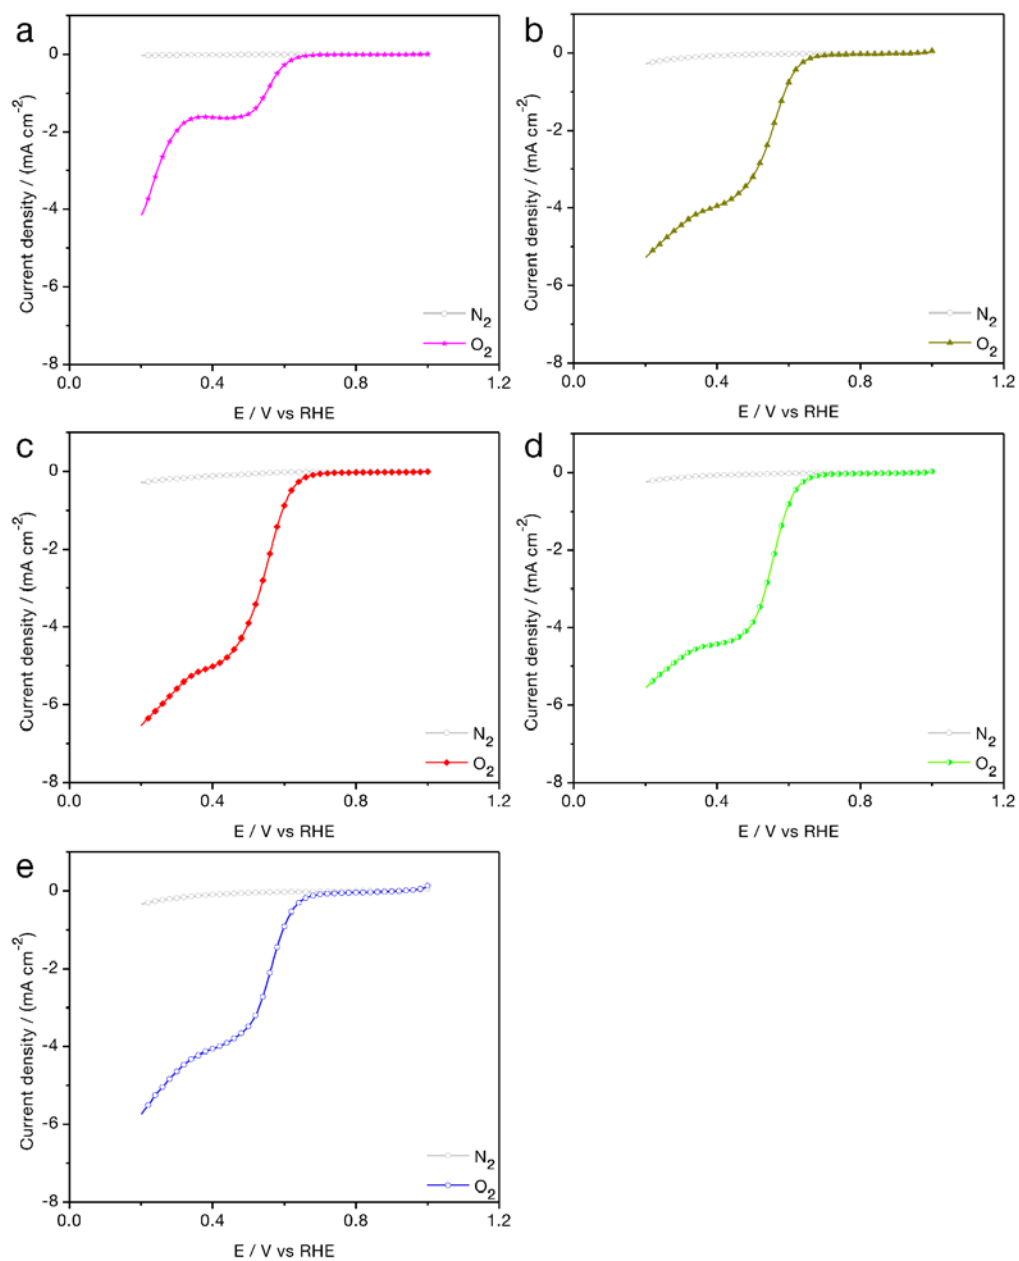 a
Current density / (mA cm⁻²)
0
-2
-4
-6
-8
0.0
0.4
0.8
1.2
E / V vs RHE
N₂
O₂
b
Current density / (mA cm⁻²)
0
-2
-4
-6
-8
0.0
0.4
0.8
1.2
E / V vs RHE
N₂
O₂
c
Current density / (mA cm⁻²)
0
-2
-4
-6
-8
0.0
0.4
0.8
1.2
E / V vs RHE
N₂
O₂
d
Current density / (mA cm⁻²)
0
-2
-4
-6
-8
0.0
0.4
0.8
1.2
E / V vs RHE
N₂
O₂
e
Current density / (mA cm⁻²)
0
-2
-4
-6
-8
0.0
0.4
0.8
1.2
E / V vs RHE
N₂
O₂